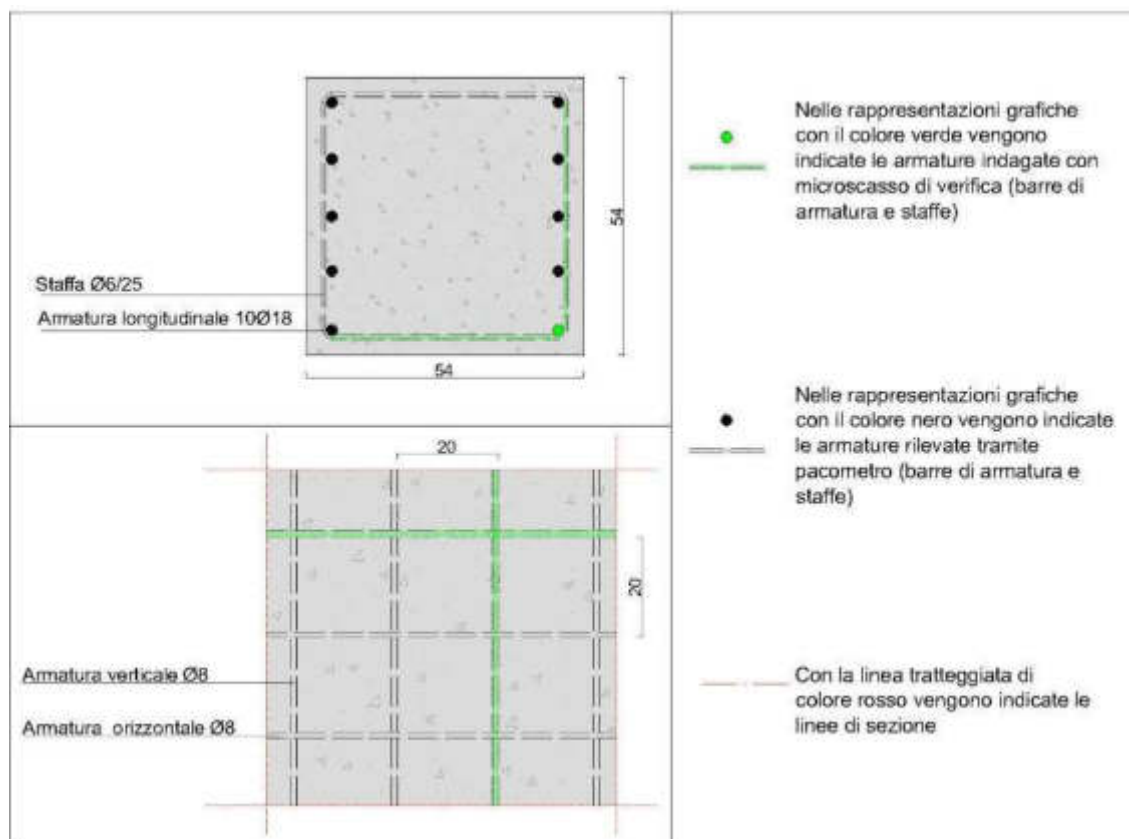 54
Staffa Ø6/25
Armatura longitudinale 10Ø18
54
20
20
Armatura verticale Ø8
Armatura orizzontale Ø8
Nelle rappresentazioni grafiche
con il colore verde vengono
indicate le armature indagate con
microscasso di verifica (barre di
armatura e staffe)
Nelle rappresentazioni grafiche
con il colore nero vengono indicate
le armature rilevate tramite
pacometro (barre di armatura e
staffe)
Con la linea tratteggiata di
colore rosso vengono indicate le
linee di sezione